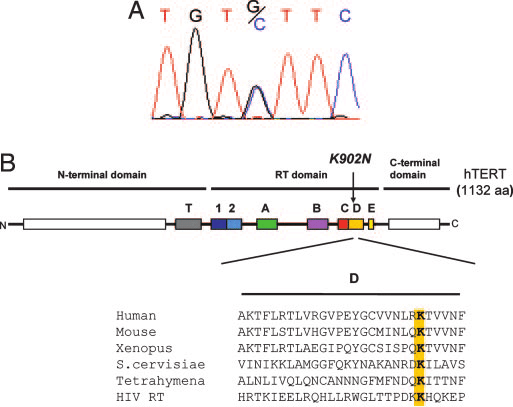 A
T G T G/C T T C
B
K902N
N-terminal domain RT domain C-terminal domain hTERT (1132 aa)
T 1 2 A B C D E
N C
D
Human AKTFLRTLVRGVPEYGCVVNLRKTVVNF
Mouse AKTFLSTLVHGVPEYGCMINLQKTVVNF
Xenopus AKTFLRTLAEGIPQYGCSISPQKTVVNF
S.cervisiae VINIKKLAMGGFQKYNAKANRDKILAVS
Tetrahymena ALNLIVQLQNCANNNGFMFNDQKITTNF
HIV RT HRTKIEELRQHLLRWGLTTPDKKHQKEP